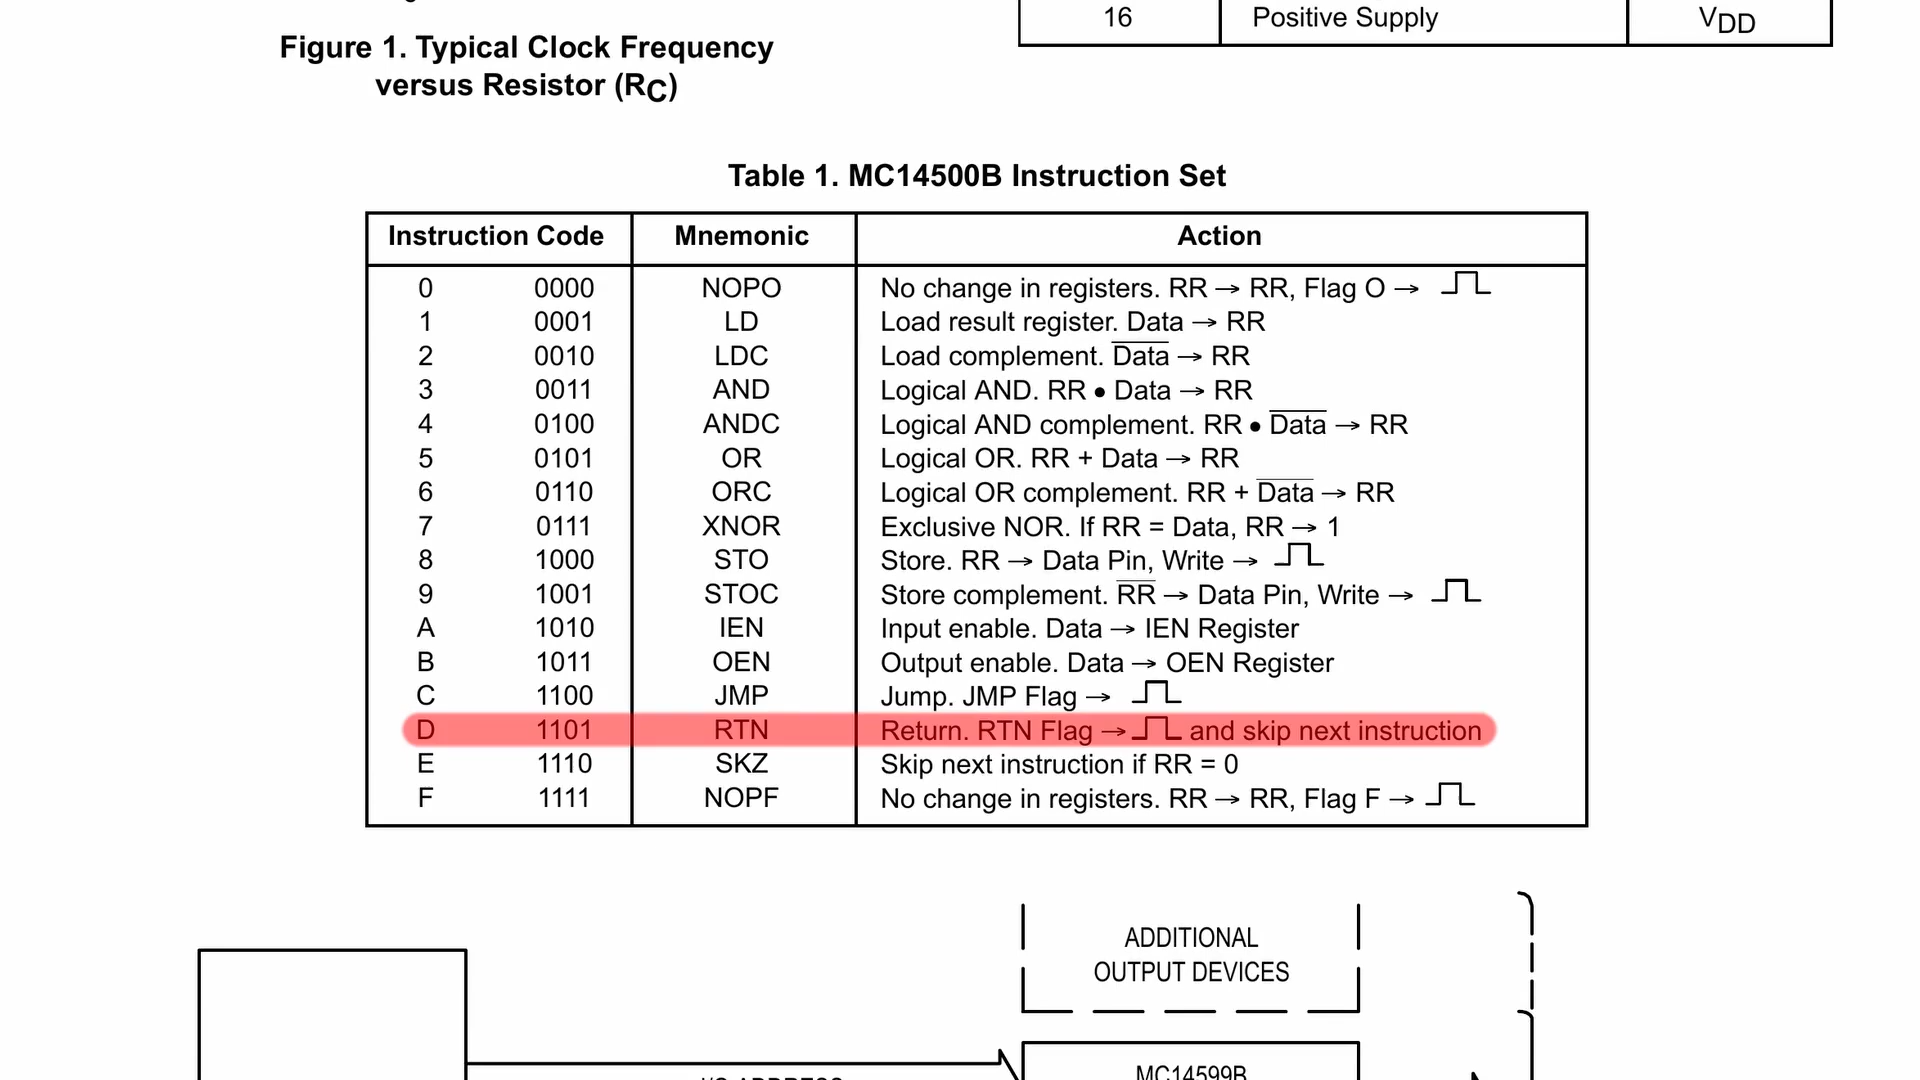 16 Positive Supply VDD
Figure 1. Typical Clock Frequency
versus Resistor (RC)
Table 1. MC14500B Instruction Set
Instruction Code Mnemonic Action
0 0000 NOPO No change in registers. RR → RR, Flag O →
1 0001 LD Load result register. Data → RR
2 0010 LDC Load complement. D̅a̅t̅a̅ → RR
3 0011 AND Logical AND. RR • Data → RR
4 0100 ANDC Logical AND complement. RR • D̅a̅t̅a̅ → RR
5 0101 OR Logical OR. RR + Data → RR
6 0110 ORC Logical OR complement. RR + D̅a̅t̅a̅ → RR
7 0111 XNOR Exclusive NOR. If RR = Data, RR → 1
8 1000 STO Store. RR → Data Pin, Write →
9 1001 STOC Store complement. R̅R̅ → Data Pin, Write →
A 1010 IEN Input enable. Data → IEN Register
B 1011 OEN Output enable. Data → OEN Register
C 1100 JMP Jump. JMP Flag →
D 1101 RTN Return. RTN Flag → and skip next instruction
E 1110 SKZ Skip next instruction if RR = 0
F 1111 NOPF No change in registers. RR → RR, Flag F →
ADDITIONAL
OUTPUT DEVICES
MC14599B
I/O ADDRESS